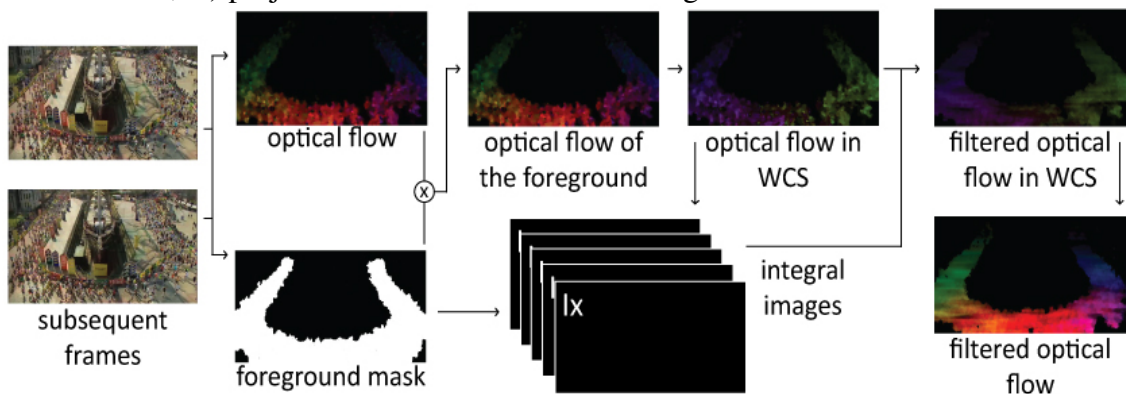 optical flow
optical flow of
the foreground
optical flow in
WCS
filtered optical
flow in WCS
x
subsequent
frames
foreground mask
Ix
integral
images
filtered optical
flow